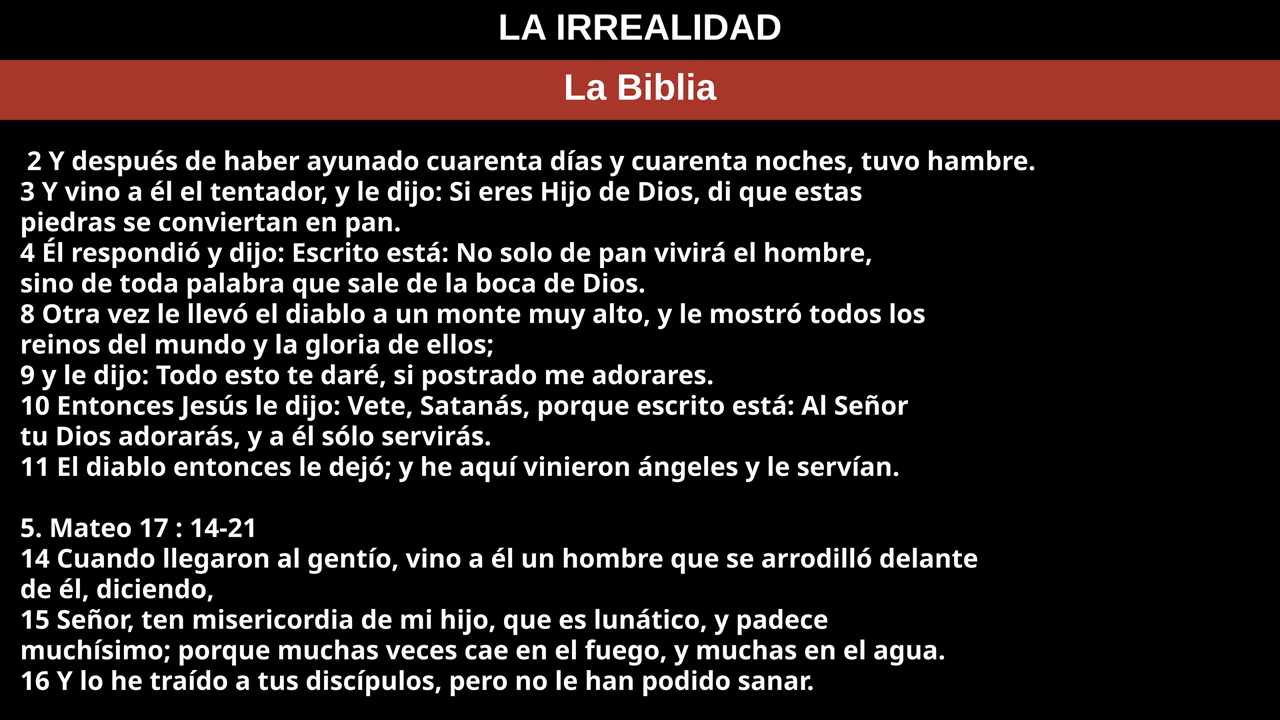 LA IRREALIDAD
La Biblia
2 Y después de haber ayunado cuarenta días y cuarenta noches, tuvo hambre.
3 Y vino a él el tentador, y le dijo: Si eres Hijo de Dios, di que estas
piedras se conviertan en pan.
4 Él respondió y dijo: Escrito está: No solo de pan vivirá el hombre,
sino de toda palabra que sale de la boca de Dios.
8 Otra vez le llevó el diablo a un monte muy alto, y le mostró todos los
reinos del mundo y la gloria de ellos;
9 y le dijo: Todo esto te daré, si postrado me adorares.
10 Entonces Jesús le dijo: Vete, Satanás, porque escrito está: Al Señor
tu Dios adorarás, y a él sólo servirás.
11 El diablo entonces le dejó; y he aquí vinieron ángeles y le servían.
5. Mateo 17 : 14-21
14 Cuando llegaron al gentío, vino a él un hombre que se arrodilló delante
de él, diciendo,
15 Señor, ten misericordia de mi hijo, que es lunático, y padece
muchísimo; porque muchas veces cae en el fuego, y muchas en el agua.
16 Y lo he traído a tus discípulos, pero no le han podido sanar.